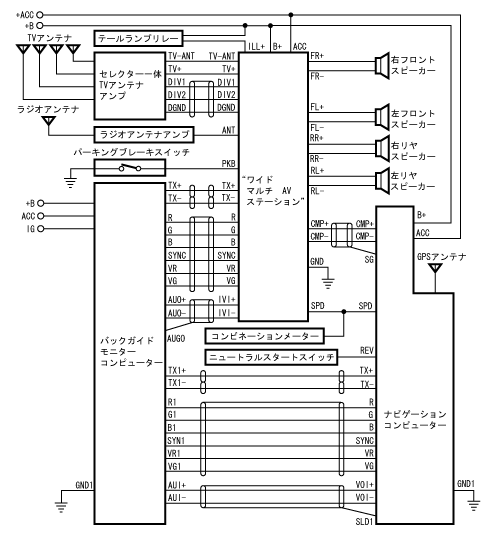 +ACC
+B
TVアンテナ
テールランプリレー
ILL+ B+ ACC
セレクター一体
TVアンテナ
アンプ
TV-ANT TV-ANT
TV+ TV+
DIV1 DIV1
DIV2 DIV2
DGND DGND
FR+
FR-
右フロント
スピーカー
FL+
FL-
左フロント
スピーカー
RR+
RR-
右リヤ
スピーカー
RL+
RL-
左リヤ
スピーカー
ラジオアンテナ
ラジオアンテナアンプ
ANT
パーキングブレーキスイッチ
PKB
"ワイド
マルチ AV
ステーション"
+B
ACC
IG
TX+ TX+
TX- TX-
R R
G G
B B
SYNC SYNC
VR VR
VG VG
AUO+ IVI+
AUO- IVI-
AUGO
CMP+ CMP+
CMP- CMP-
SG
GND
SPD SPD
B+
ACC
GPSアンテナ
コンビネーションメーター
ニュートラルスタートスイッチ
REV
バックガイド
モニター
コンピューター
TX1+ TX+
TX1- TX-
R1 R
G1 G
B1 B
SYN1 SYNC
VR1 VR
VG1 VG
AUI+ VOI+
AUI- VOI-
SLD1
ナビゲーション
コンピューター
GND1
GND1